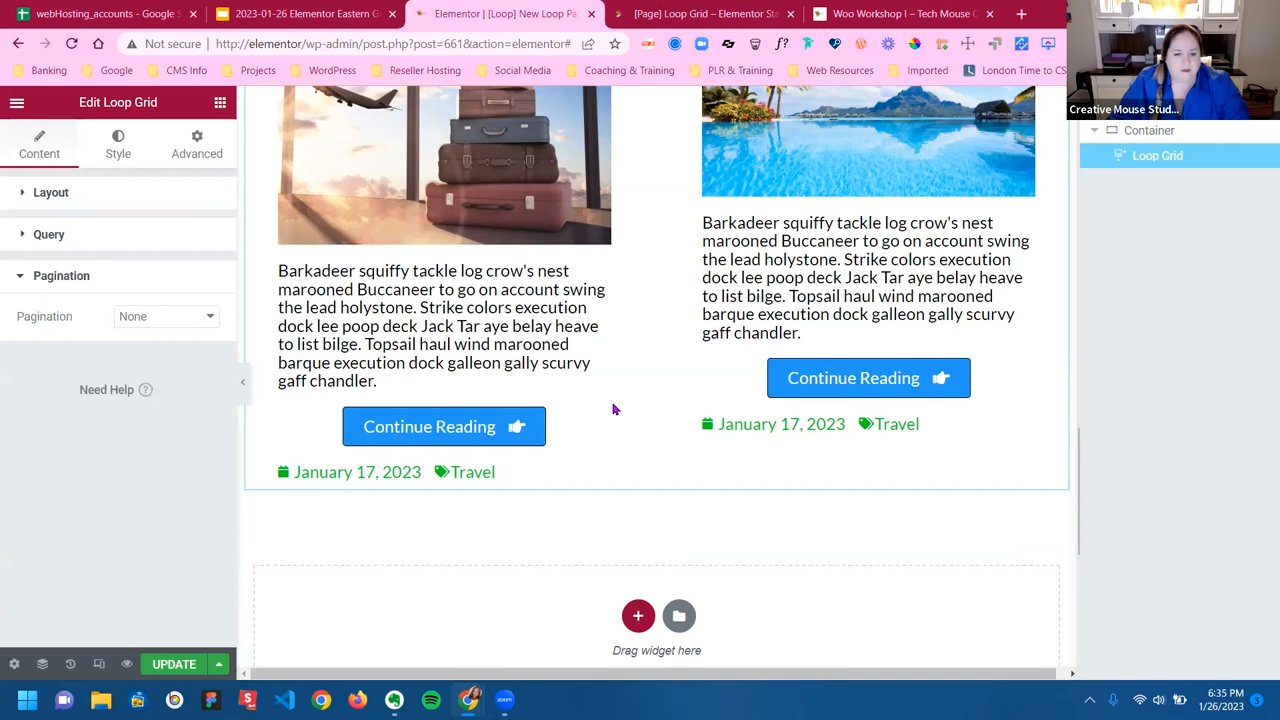 webHosting_accounts - Google S
2023-01-26 Elementor Eastern G
Elementor | [Loop] New Loop Pa
[Page] Loop Grid – Elementor Sta
Woo Workshop I – Tech Mouse C
Not secure
http://elementor/wp-admin/post.php?post=691&action=elementor#
Banking
Google
CMS Info
Projects
WordPress
Social Media
Coaching & Training
PLR & Training
Web Resources
Imported
London Time to CS
Creative Mouse Stud...
Edit Loop Grid
Content
Style
Advanced
Layout
Query
Pagination
Pagination
None
Need Help
Barkadeer squiffy tackle log crow's nest
marooned Buccaneer to go on account swing
the lead holystone. Strike colors execution
dock lee poop deck Jack Tar aye belay heave
to list bilge. Topsail haul wind marooned
barque execution dock galleon gally scurvy
gaff chandler.
Continue Reading
January 17, 2023
Travel
Barkadeer squiffy tackle log crow's nest
marooned Buccaneer to go on account swing
the lead holystone. Strike colors execution
dock lee poop deck Jack Tar aye belay heave
to list bilge. Topsail haul wind marooned
barque execution dock galleon gally scurvy
gaff chandler.
Continue Reading
January 17, 2023
Travel
Drag widget here
Container
Loop Grid
UPDATE
6:35 PM
1/26/2023
3